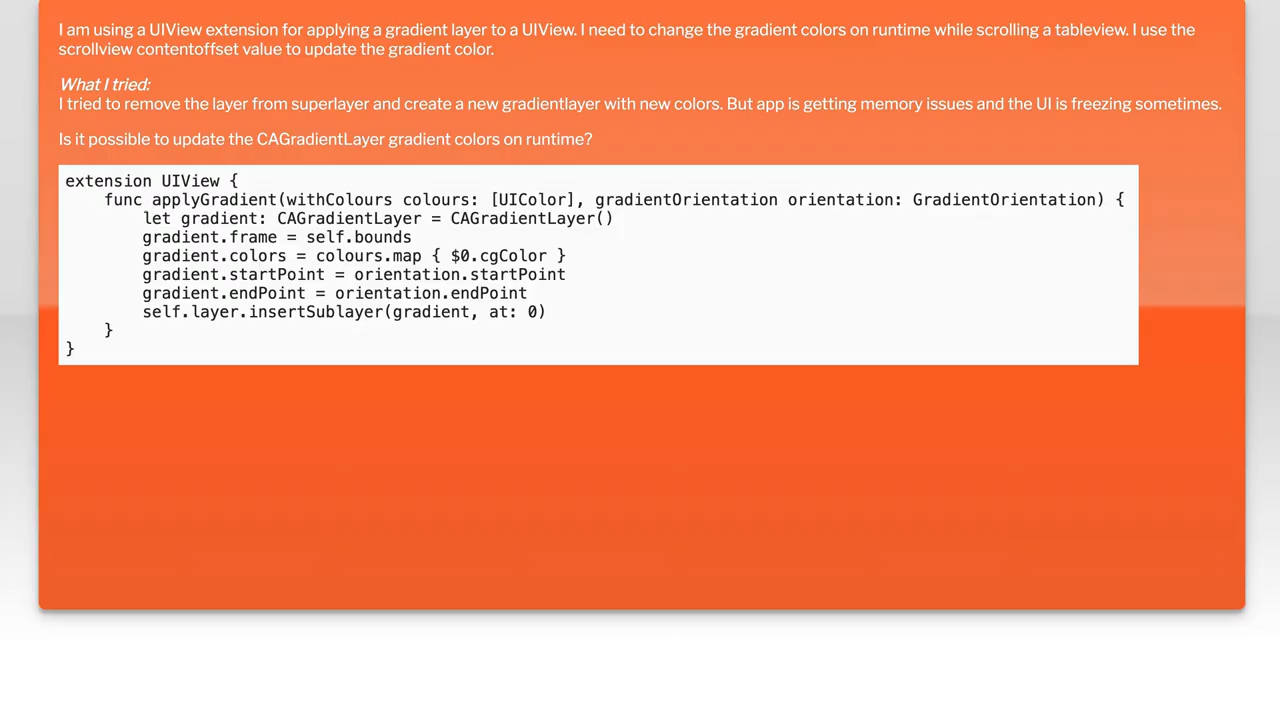 I am using a UIView extension for applying a gradient layer to a UIView. I need to change the gradient colors on runtime while scrolling a tableview. I use the
scrollview contentoffset value to update the gradient color.
What I tried:
I tried to remove the layer from superlayer and create a new gradientlayer with new colors. But app is getting memory issues and the UI is freezing sometimes.
Is it possible to update the CAGradientLayer gradient colors on runtime?
extension UIView {
    func applyGradient(withColours colours: [UIColor], gradientOrientation orientation: GradientOrientation) {
        let gradient: CAGradientLayer = CAGradientLayer()
        gradient.frame = self.bounds
        gradient.colors = colours.map { $0.cgColor }
        gradient.startPoint = orientation.startPoint
        gradient.endPoint = orientation.endPoint
        self.layer.insertSublayer(gradient, at: 0)
    }
}